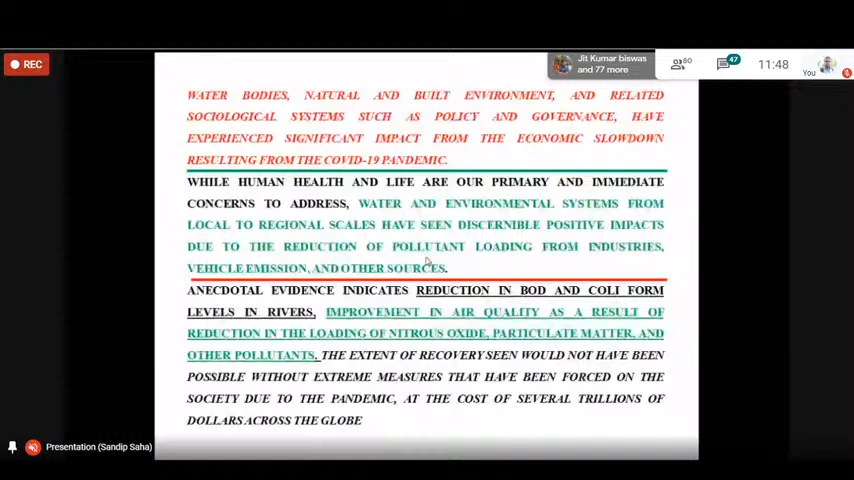 REC
Jit Kumar biswas
and 77 more
80
47
11:48
You
WATER BODIES, NATURAL AND BUILT ENVIRONMENT, AND RELATED
SOCIOLOGICAL SYSTEMS SUCH AS POLICY AND GOVERNANCE, HAVE
EXPERIENCED SIGNIFICANT IMPACT FROM THE ECONOMIC SLOWDOWN
RESULTING FROM THE COVID-19 PANDEMIC.
WHILE HUMAN HEALTH AND LIFE ARE OUR PRIMARY AND IMMEDIATE
CONCERNS TO ADDRESS, WATER AND ENVIRONMENTAL SYSTEMS FROM
LOCAL TO REGIONAL SCALES HAVE SEEN DISCERNIBLE POSITIVE IMPACTS
DUE TO THE REDUCTION OF POLLUTANT LOADING FROM INDUSTRIES,
VEHICLE EMISSION, AND OTHER SOURCES.
ANECDOTAL EVIDENCE INDICATES REDUCTION IN BOD AND COLI FORM
LEVELS IN RIVERS, IMPROVEMENT IN AIR QUALITY AS A RESULT OF
REDUCTION IN THE LOADING OF NITROUS OXIDE, PARTICULATE MATTER, AND
OTHER POLLUTANTS. THE EXTENT OF RECOVERY SEEN WOULD NOT HAVE BEEN
POSSIBLE WITHOUT EXTREME MEASURES THAT HAVE BEEN FORCED ON THE
SOCIETY DUE TO THE PANDEMIC, AT THE COST OF SEVERAL TRILLIONS OF
DOLLARS ACROSS THE GLOBE
Presentation (Sandip Saha)